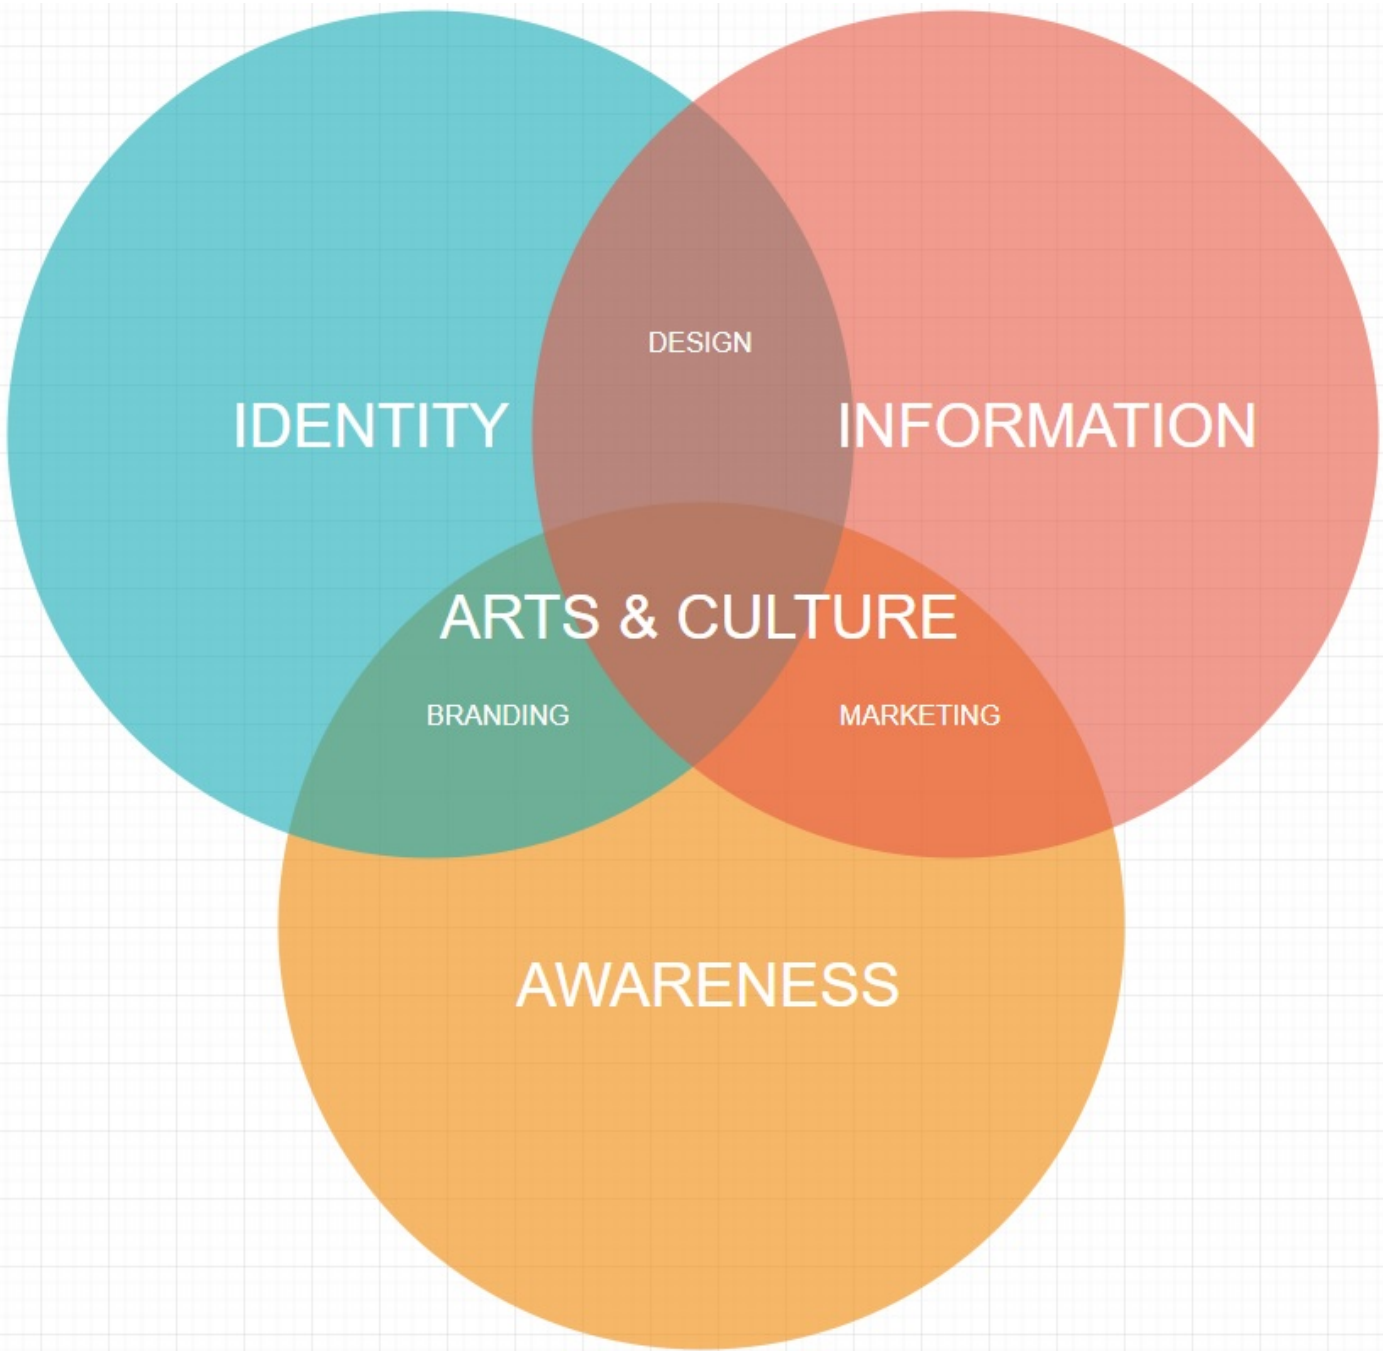 DESIGN
IDENTITY
INFORMATION
ARTS & CULTURE
BRANDING
MARKETING
AWARENESS